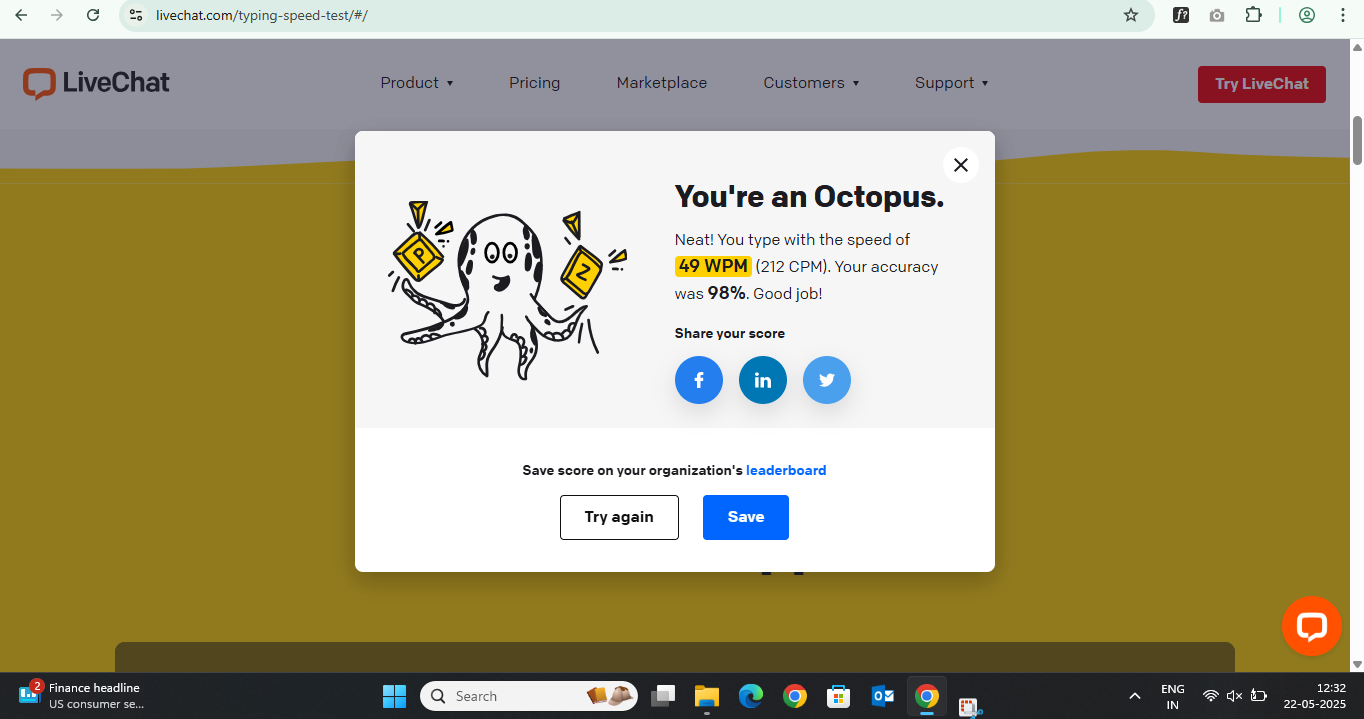 livechat.com/typing-speed-test/#/
f?
LiveChat
Product ▾ Pricing Marketplace Customers ▾ Support ▾ Try LiveChat
P
Z
You're an Octopus.
Neat! You type with the speed of
49 WPM (212 CPM). Your accuracy
was 98%. Good job!
Share your score
f in
Save score on your organization's leaderboard
Try again Save
2
Finance headline
US consumer se...
Search
ENG
IN
12:32
22-05-2025